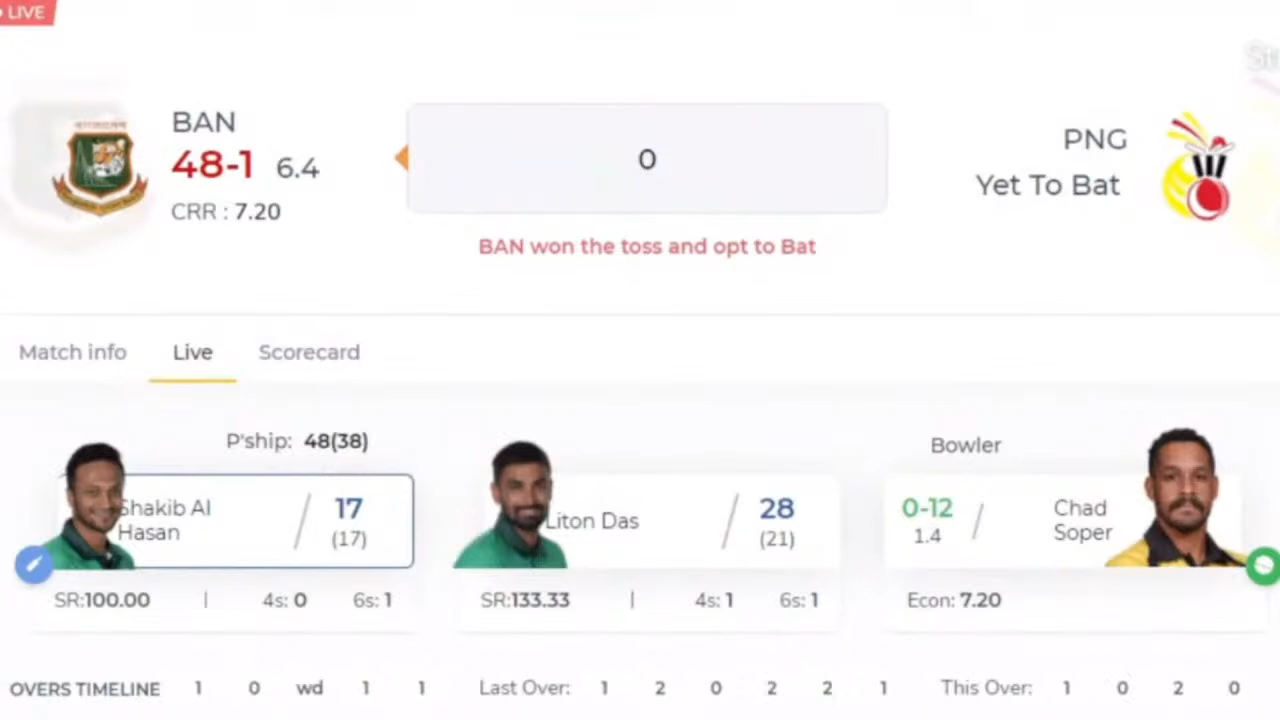 LIVE
St
BAN
48-1 6.4
CRR : 7.20
0
BAN won the toss and opt to Bat
PNG
Yet To Bat
Match info Live Scorecard
P'ship: 48(38)
Shakib Al
Hasan
17
(17)
SR:100.00 | 4s: 0 6s: 1
Liton Das
28
(21)
SR:133.33 | 4s: 1 6s: 1
Bowler
0-12
1.4
Chad
Soper
Econ: 7.20
OVERS TIMELINE 1 0 wd 1 1 Last Over: 1 2 0 2 2 1 This Over: 1 0 2 0